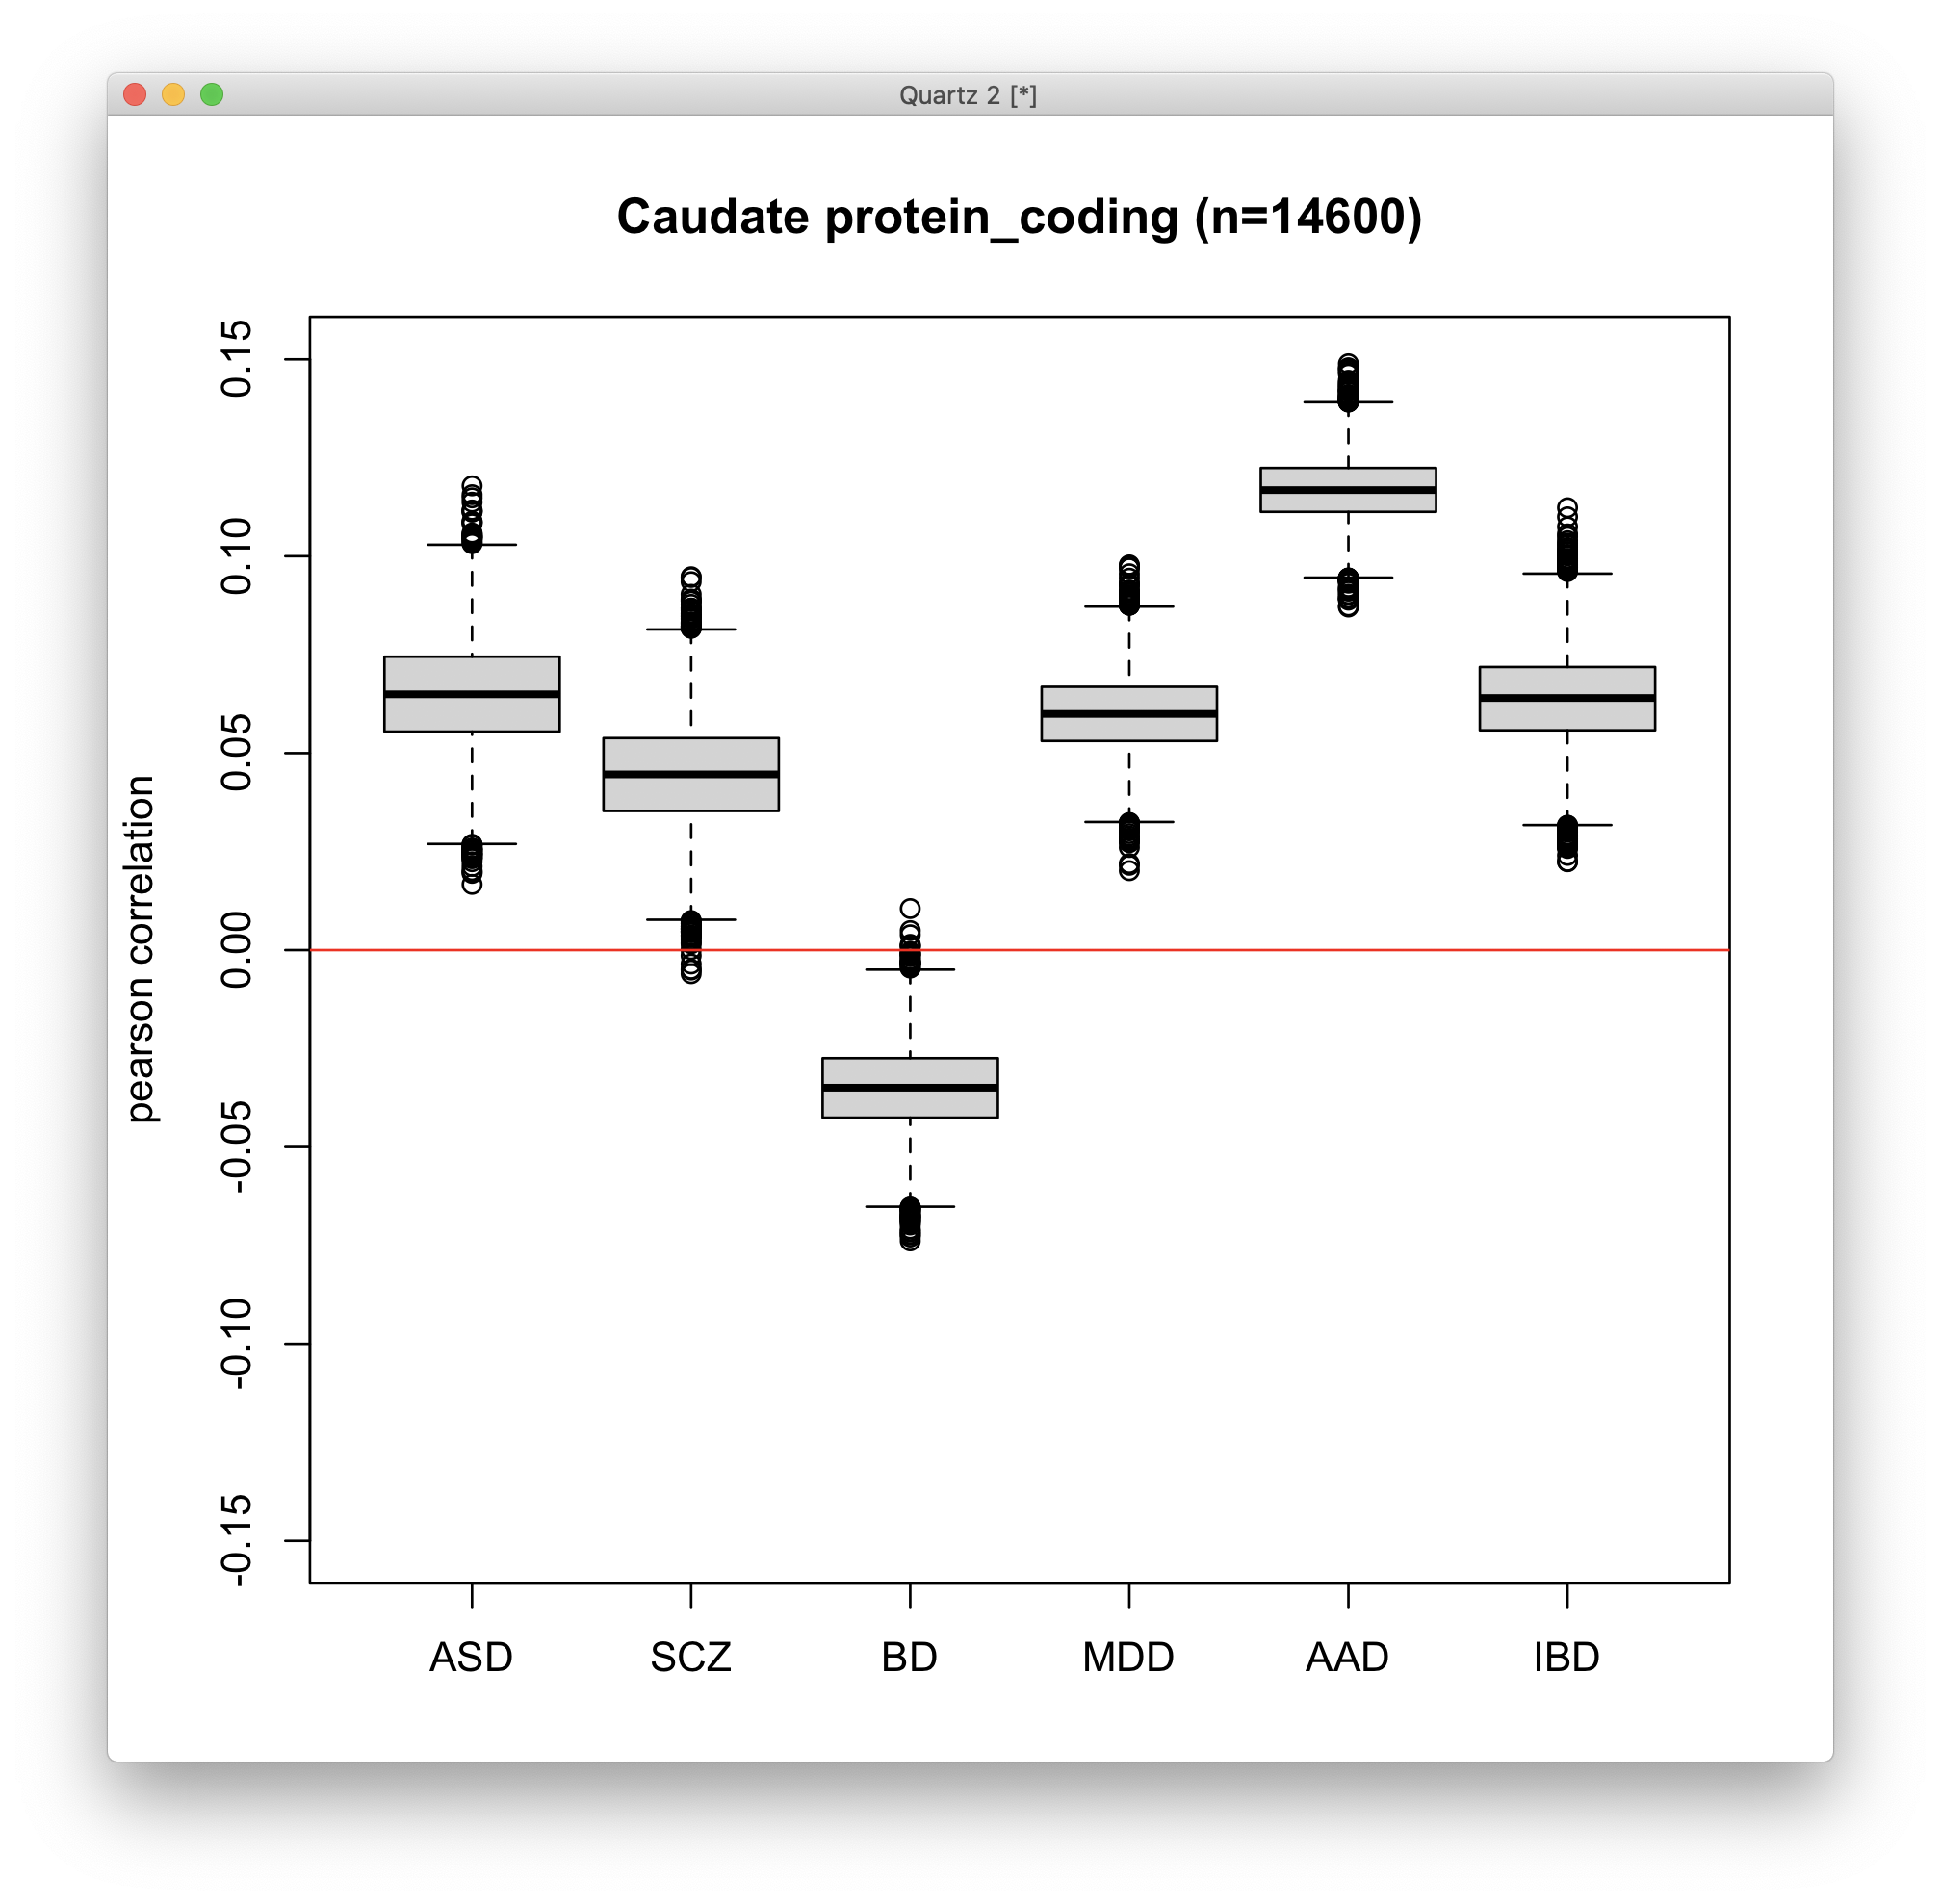 Quartz 2 [*]
Caudate protein_coding (n=14600)
pearson correlation
0.15
0.10
0.05
0.00
-0.05
-0.10
-0.15
ASD SCZ BD MDD AAD IBD